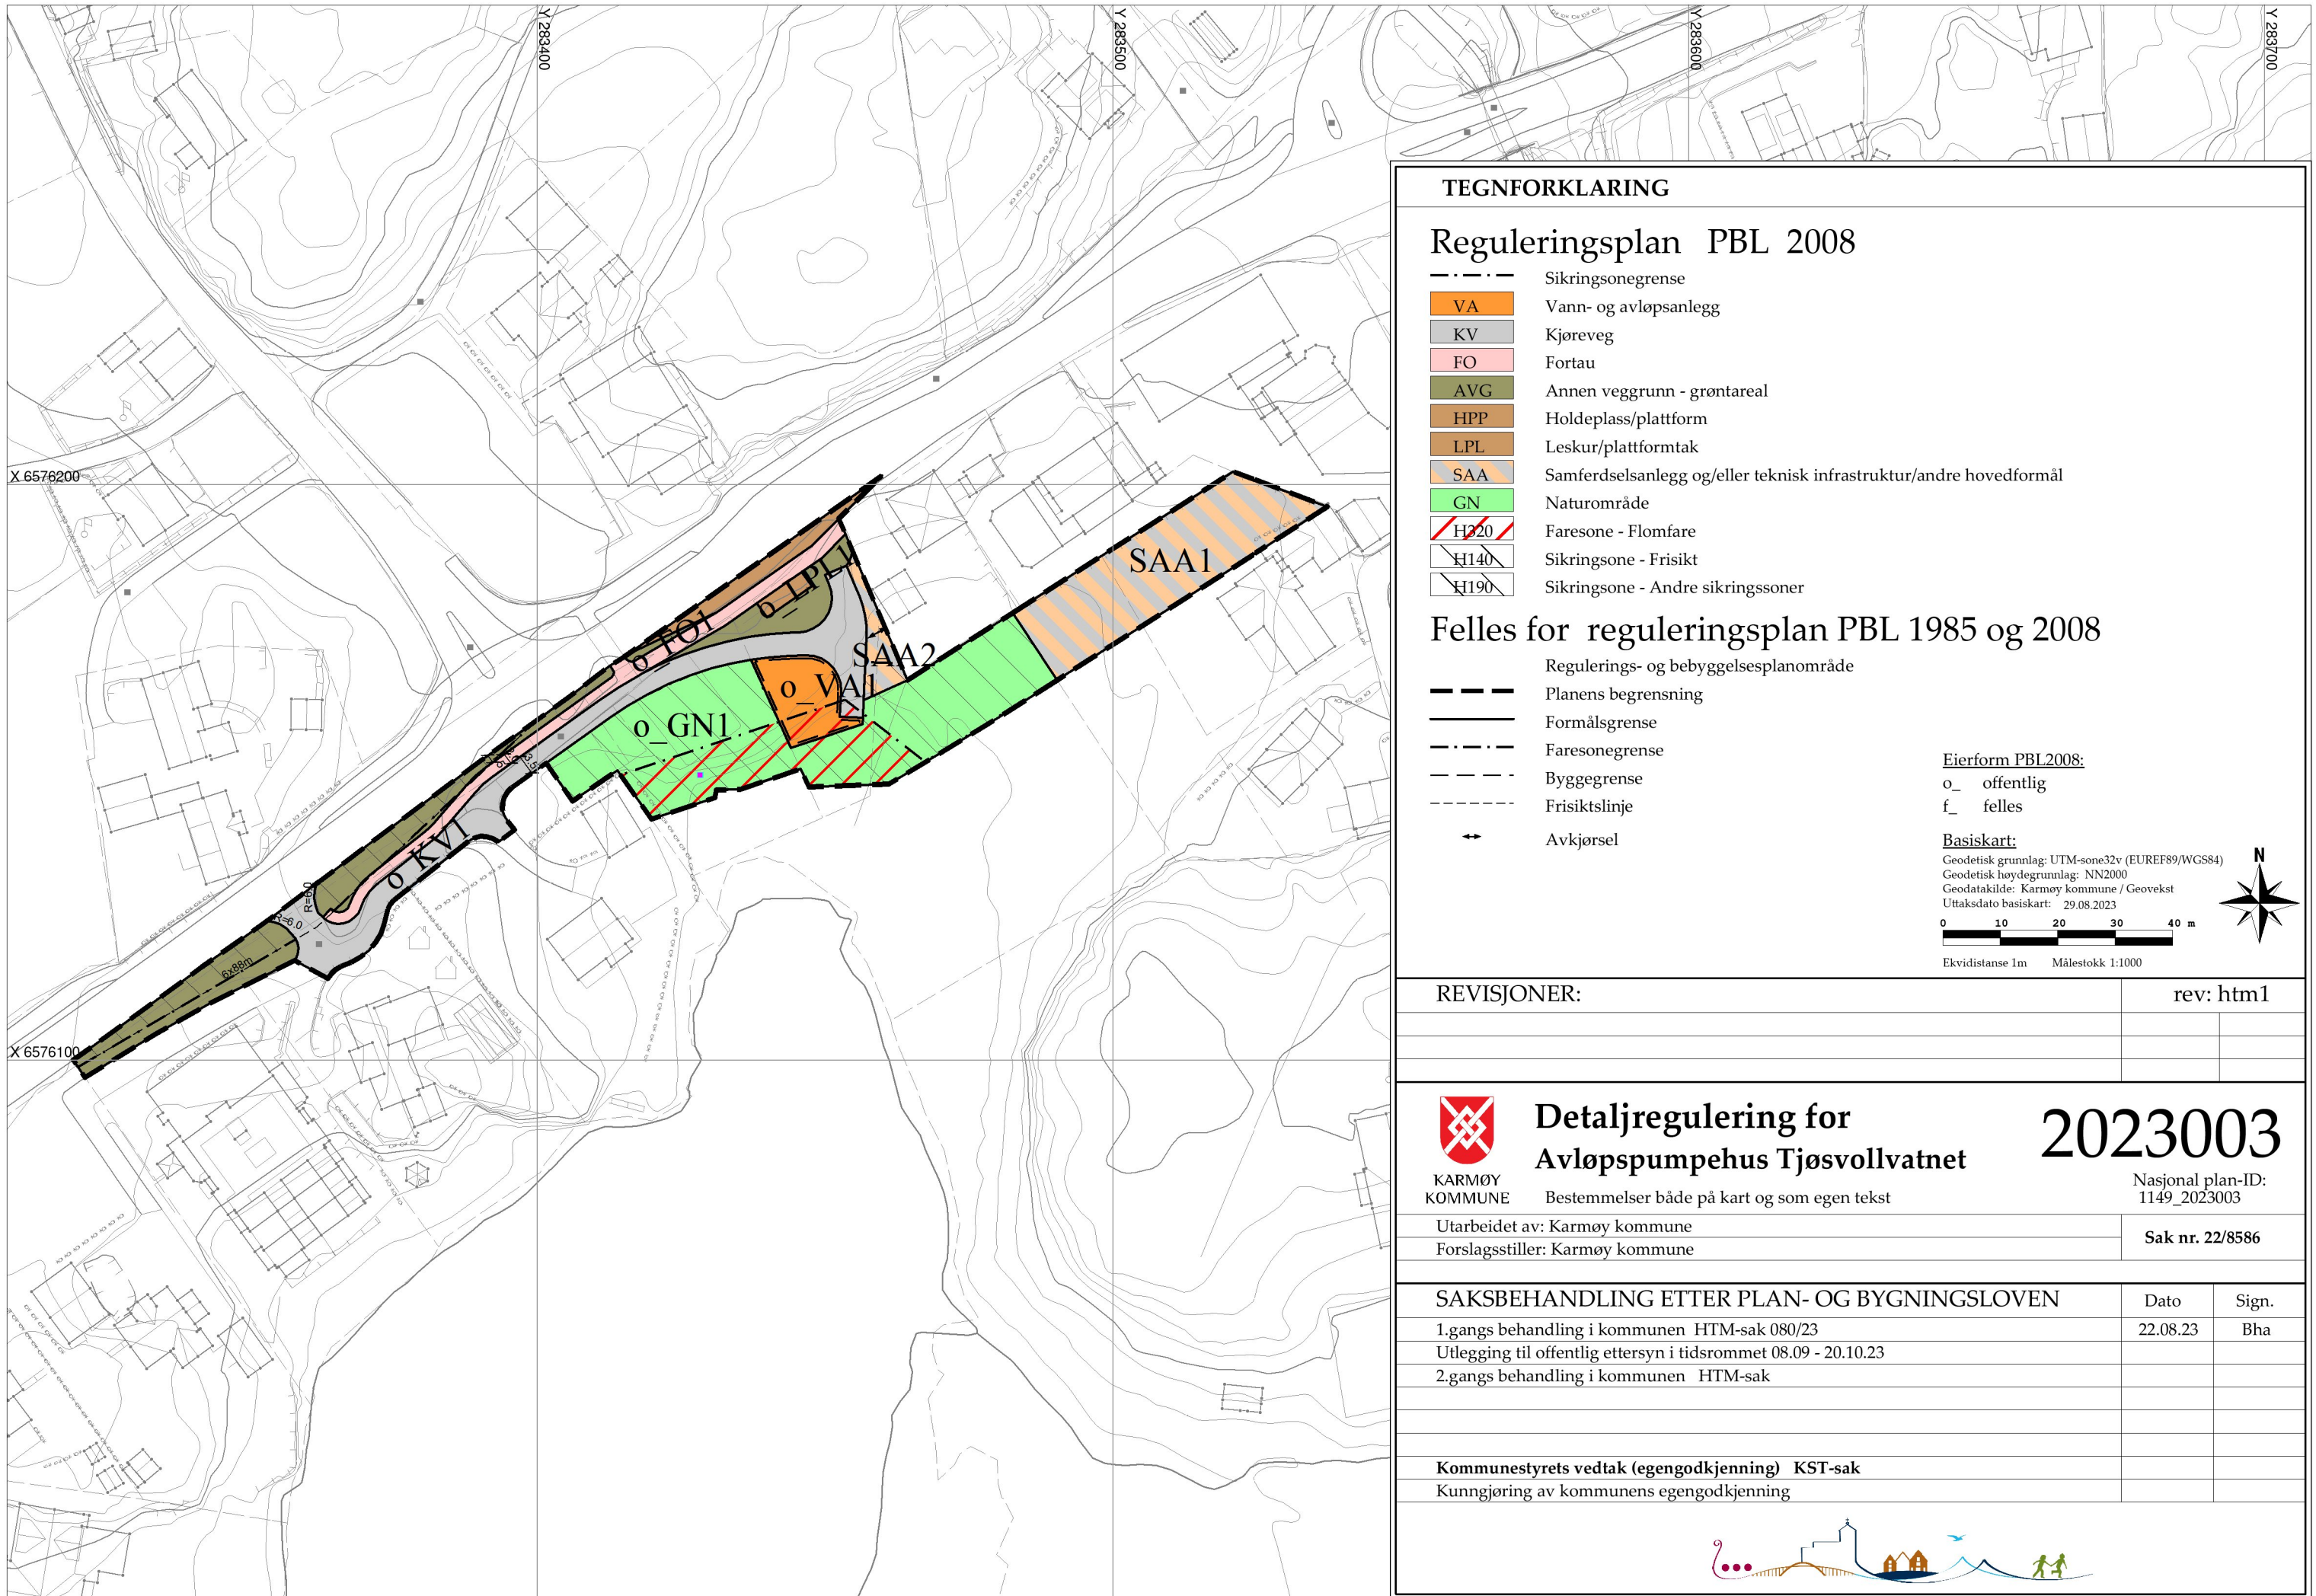 Y 283400
Y 283500
Y 283600
Y 283700
X 6576200
X 6576100
SAA1
o_LPL1
o_FO1
SAA2
o_VA1
o_GN1
o_KV1
R=6.0
R=6.0
6x88m
TEGNFORKLARING
Reguleringsplan PBL 2008
Sikringsonegrense
VA Vann- og avløpsanlegg
KV Kjøreveg
FO Fortau
AVG Annen veggrunn - grøntareal
HPP Holdeplass/plattform
LPL Leskur/plattformtak
SAA Samferdselsanlegg og/eller teknisk infrastruktur/andre hovedformål
GN Naturområde
H320 Faresone - Flomfare
H140 Sikringsone - Frisikt
H190 Sikringsone - Andre sikringssoner
Felles for reguleringsplan PBL 1985 og 2008
Regulerings- og bebyggelsesplanområde
Planens begrensning
Formålsgrense
Faresonegrense
Byggegrense
Frisiktslinje
Avkjørsel
Eierform PBL2008:
o_ offentlig
f_ felles
Basiskart:
Geodetisk grunnlag: UTM-sone32v (EUREF89/WGS84)
Geodetisk høydegrunnlag: NN2000
Geodatakilde: Karmøy kommune / Geovekst
Uttaksdato basiskart: 29.08.2023
N
0 10 20 30 40 m
Ekvidistanse 1m Målestokk 1:1000
REVISJONER: rev: htm1
KARMØY
KOMMUNE
Detaljregulering for
Avløpspumpehus Tjøsvollvatnet
Bestemmelser både på kart og som egen tekst
2023003
Nasjonal plan-ID:
1149_2023003
Utarbeidet av: Karmøy kommune
Forslagsstiller: Karmøy kommune
Sak nr. 22/8586
SAKSBEHANDLING ETTER PLAN- OG BYGNINGSLOVEN Dato Sign.
1.gangs behandling i kommunen HTM-sak 080/23 22.08.23 Bha
Utlegging til offentlig ettersyn i tidsrommet 08.09 - 20.10.23
2.gangs behandling i kommunen HTM-sak
Kommunestyrets vedtak (egengodkjenning) KST-sak
Kunngjøring av kommunens egengodkjenning